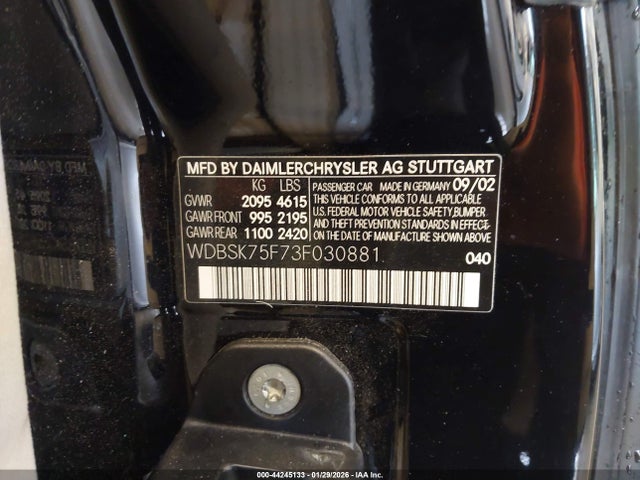 MFD BY DAIMLERCHRYSLER AG STUTTGART
KG LBS
GVWR 2095 4615
GAWR FRONT 995 2195
GAWR REAR 1100 2420
PASSENGER CAR MADE IN GERMANY 09/02
THIS VEHICLE CONFORMS TO ALL APPLICABLE
U.S. FEDERAL MOTOR VEHICLE SAFETY,BUMPER
AND THEFT PREVENTION STANDARDS IN EFFECT
ON THE DATE OF MANUFACTURE SHOWN ABOVE.
WDBSK75F73F030881
040
000-44245133 - 01/29/2026 - IAA Inc.